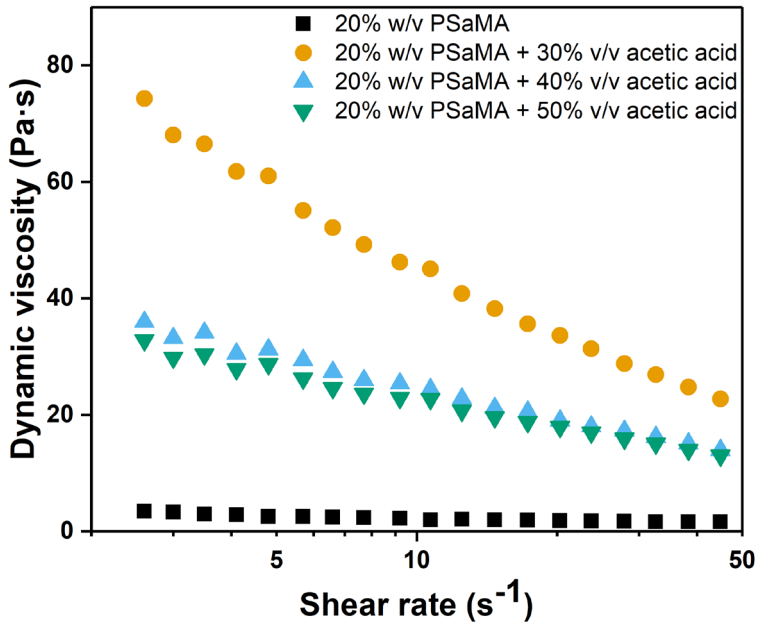 20% w/v PSaMA
20% w/v PSaMA + 30% v/v acetic acid
20% w/v PSaMA + 40% v/v acetic acid
20% w/v PSaMA + 50% v/v acetic acid
Dynamic viscosity (Pa·s)
80
60
40
20
0
5 10 50
Shear rate (s⁻¹)